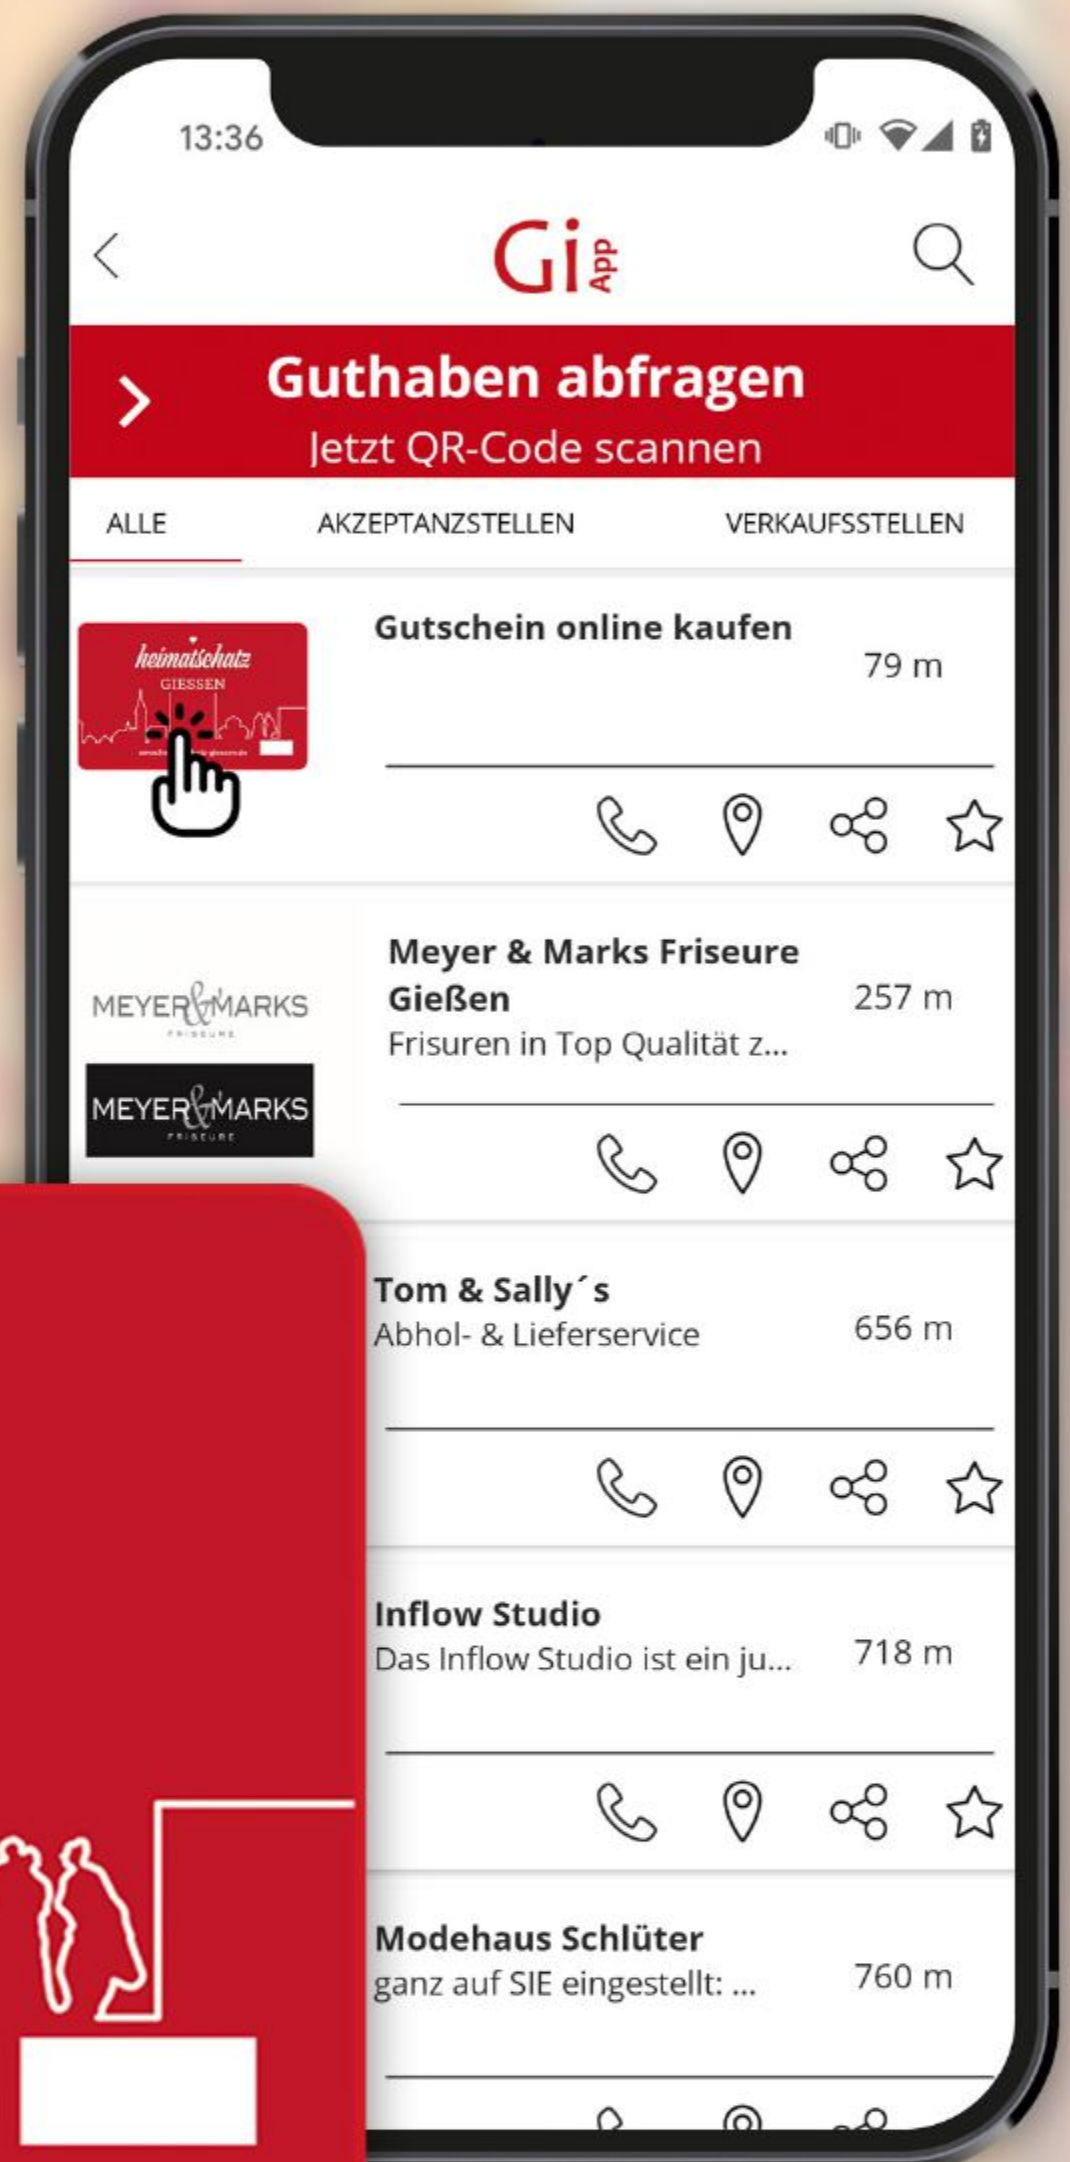 13:36
Gi App
Guthaben abfragen
Jetzt QR-Code scannen
ALLE
AKZEPTANZSTELLEN
VERKAUFSSTELLEN
heimatschatz
GIESSEN
Gutschein online kaufen
79 m
MEYER & MARKS
FRISEURE
MEYER & MARKS
FRISEURE
Meyer & Marks Friseure
Gießen
257 m
Frisuren in Top Qualität z...
Tom & Sally´s
656 m
Abhol- & Lieferservice
Inflow Studio
718 m
Das Inflow Studio ist ein ju...
Modehaus Schlüter
760 m
ganz auf SIE eingestellt: ...